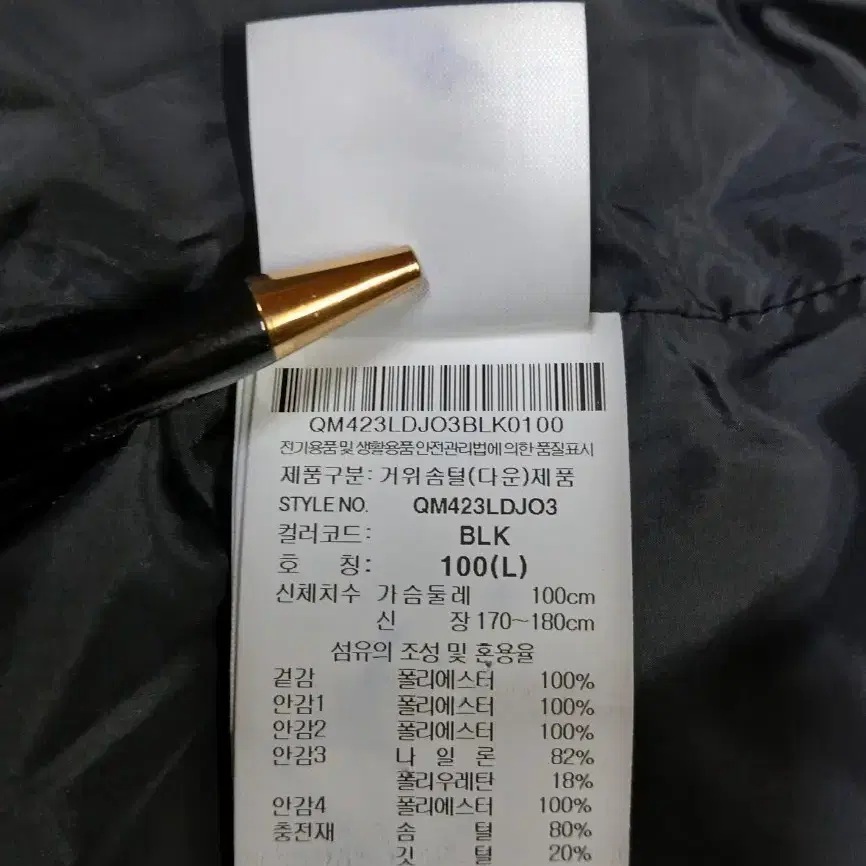 QM423LDJO3BLK0100
전기용품 및 생활용품 안전관리법에 의한 품질표시
제품구분: 거위솜털(다운)제품
STYLE NO. QM423LDJO3
컬러코드: BLK
호 칭: 100(L)
신체치수 가슴둘레 100cm
신 장 170~180cm
섬유의 조성 및 혼용율
겉감 폴리에스터 100%
안감1 폴리에스터 100%
안감2 폴리에스터 100%
안감3 나 일 론 82%
폴리우레탄 18%
안감4 폴리에스터 100%
충전재 솜 털 80%
깃 털 20%